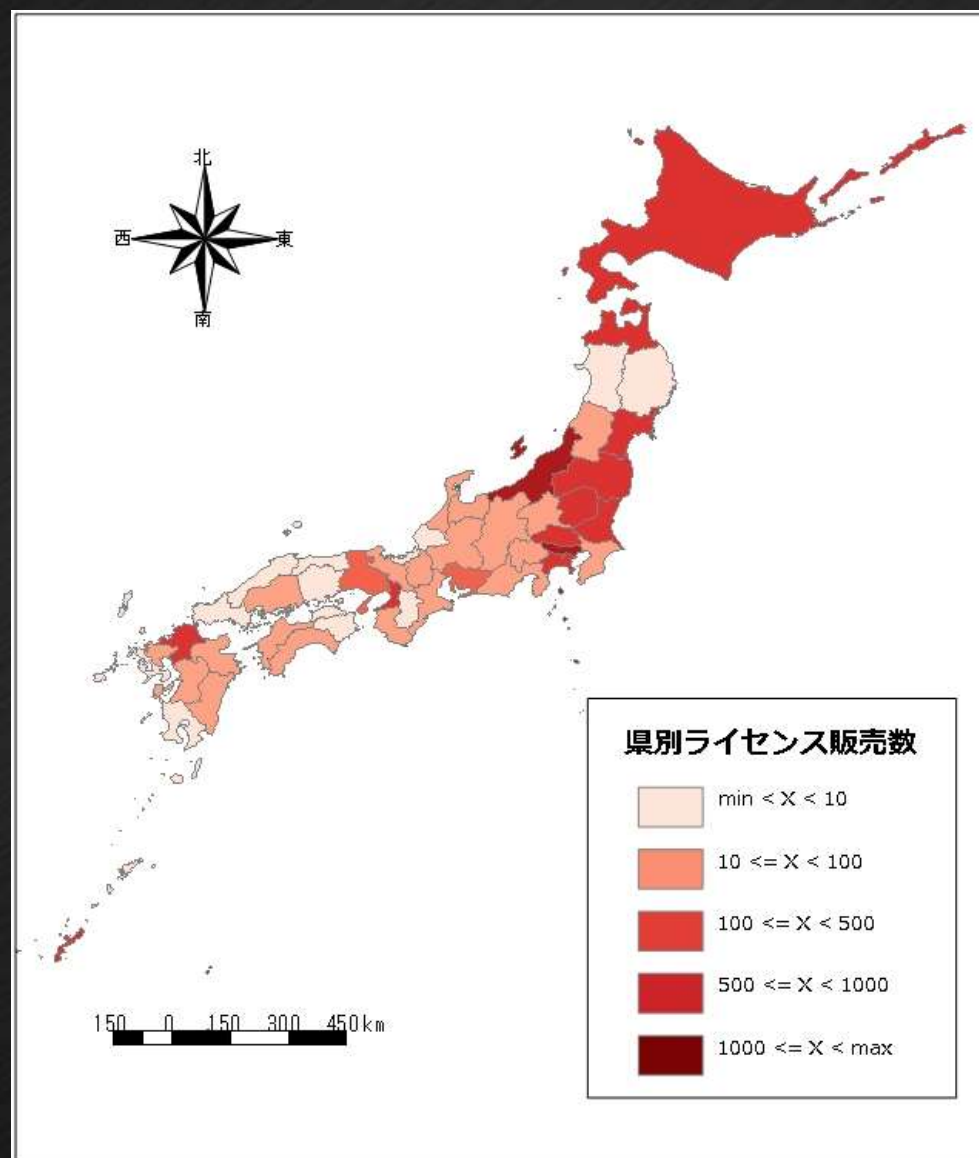 北
西
東
南
県別ライセンス販売数
min < X < 10
10 <= X < 100
100 <= X < 500
500 <= X < 1000
1000 <= X < max
150 0 150 300 450km